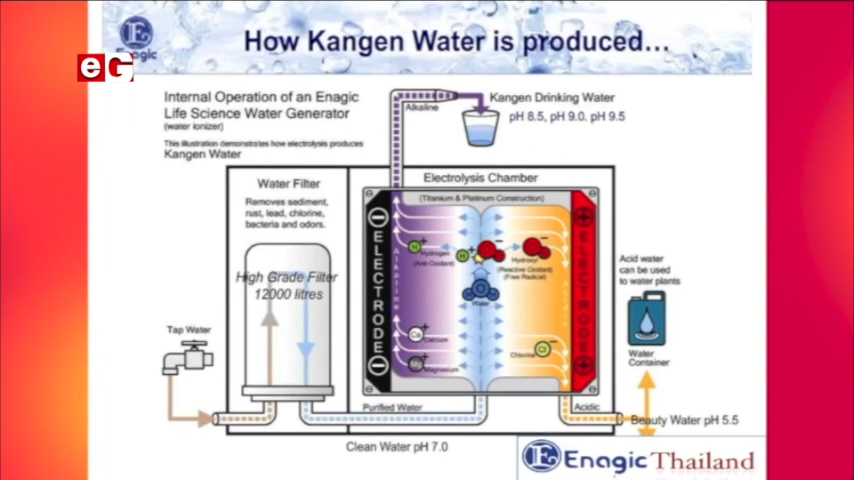 Enagic
eG
How Kangen Water is produced...
Internal Operation of an Enagic
Life Science Water Generator
(water ionizer)
This illustration demonstrates how electrolysis produces
Kangen Water
Alkaline
Kangen Drinking Water
pH 8.5, pH 9.0. pH 9.5
Water Filter
Removes sediment,
rust, lead, chlorine,
bacteria and odors.
High Grade Filter
12000 litres
Tap Water
Electrolysis Chamber
(Titanium & Platinum Construction)
ELECTRODE
Alkaline
H+
Hydrogen
(Anti-Oxidant)
H+
Hydroxyl
(Reactive Oxidant)
(Free Radical)
Water
Ca+
Calcium
Mg+
Magnesium
Cl-
Chlorine
ELECTRODE
Acid water
can be used
to water plants
Water
Container
Purified Water
Acidic
Beauty Water pH 5.5
Clean Water pH 7.0
Enagic Thailand